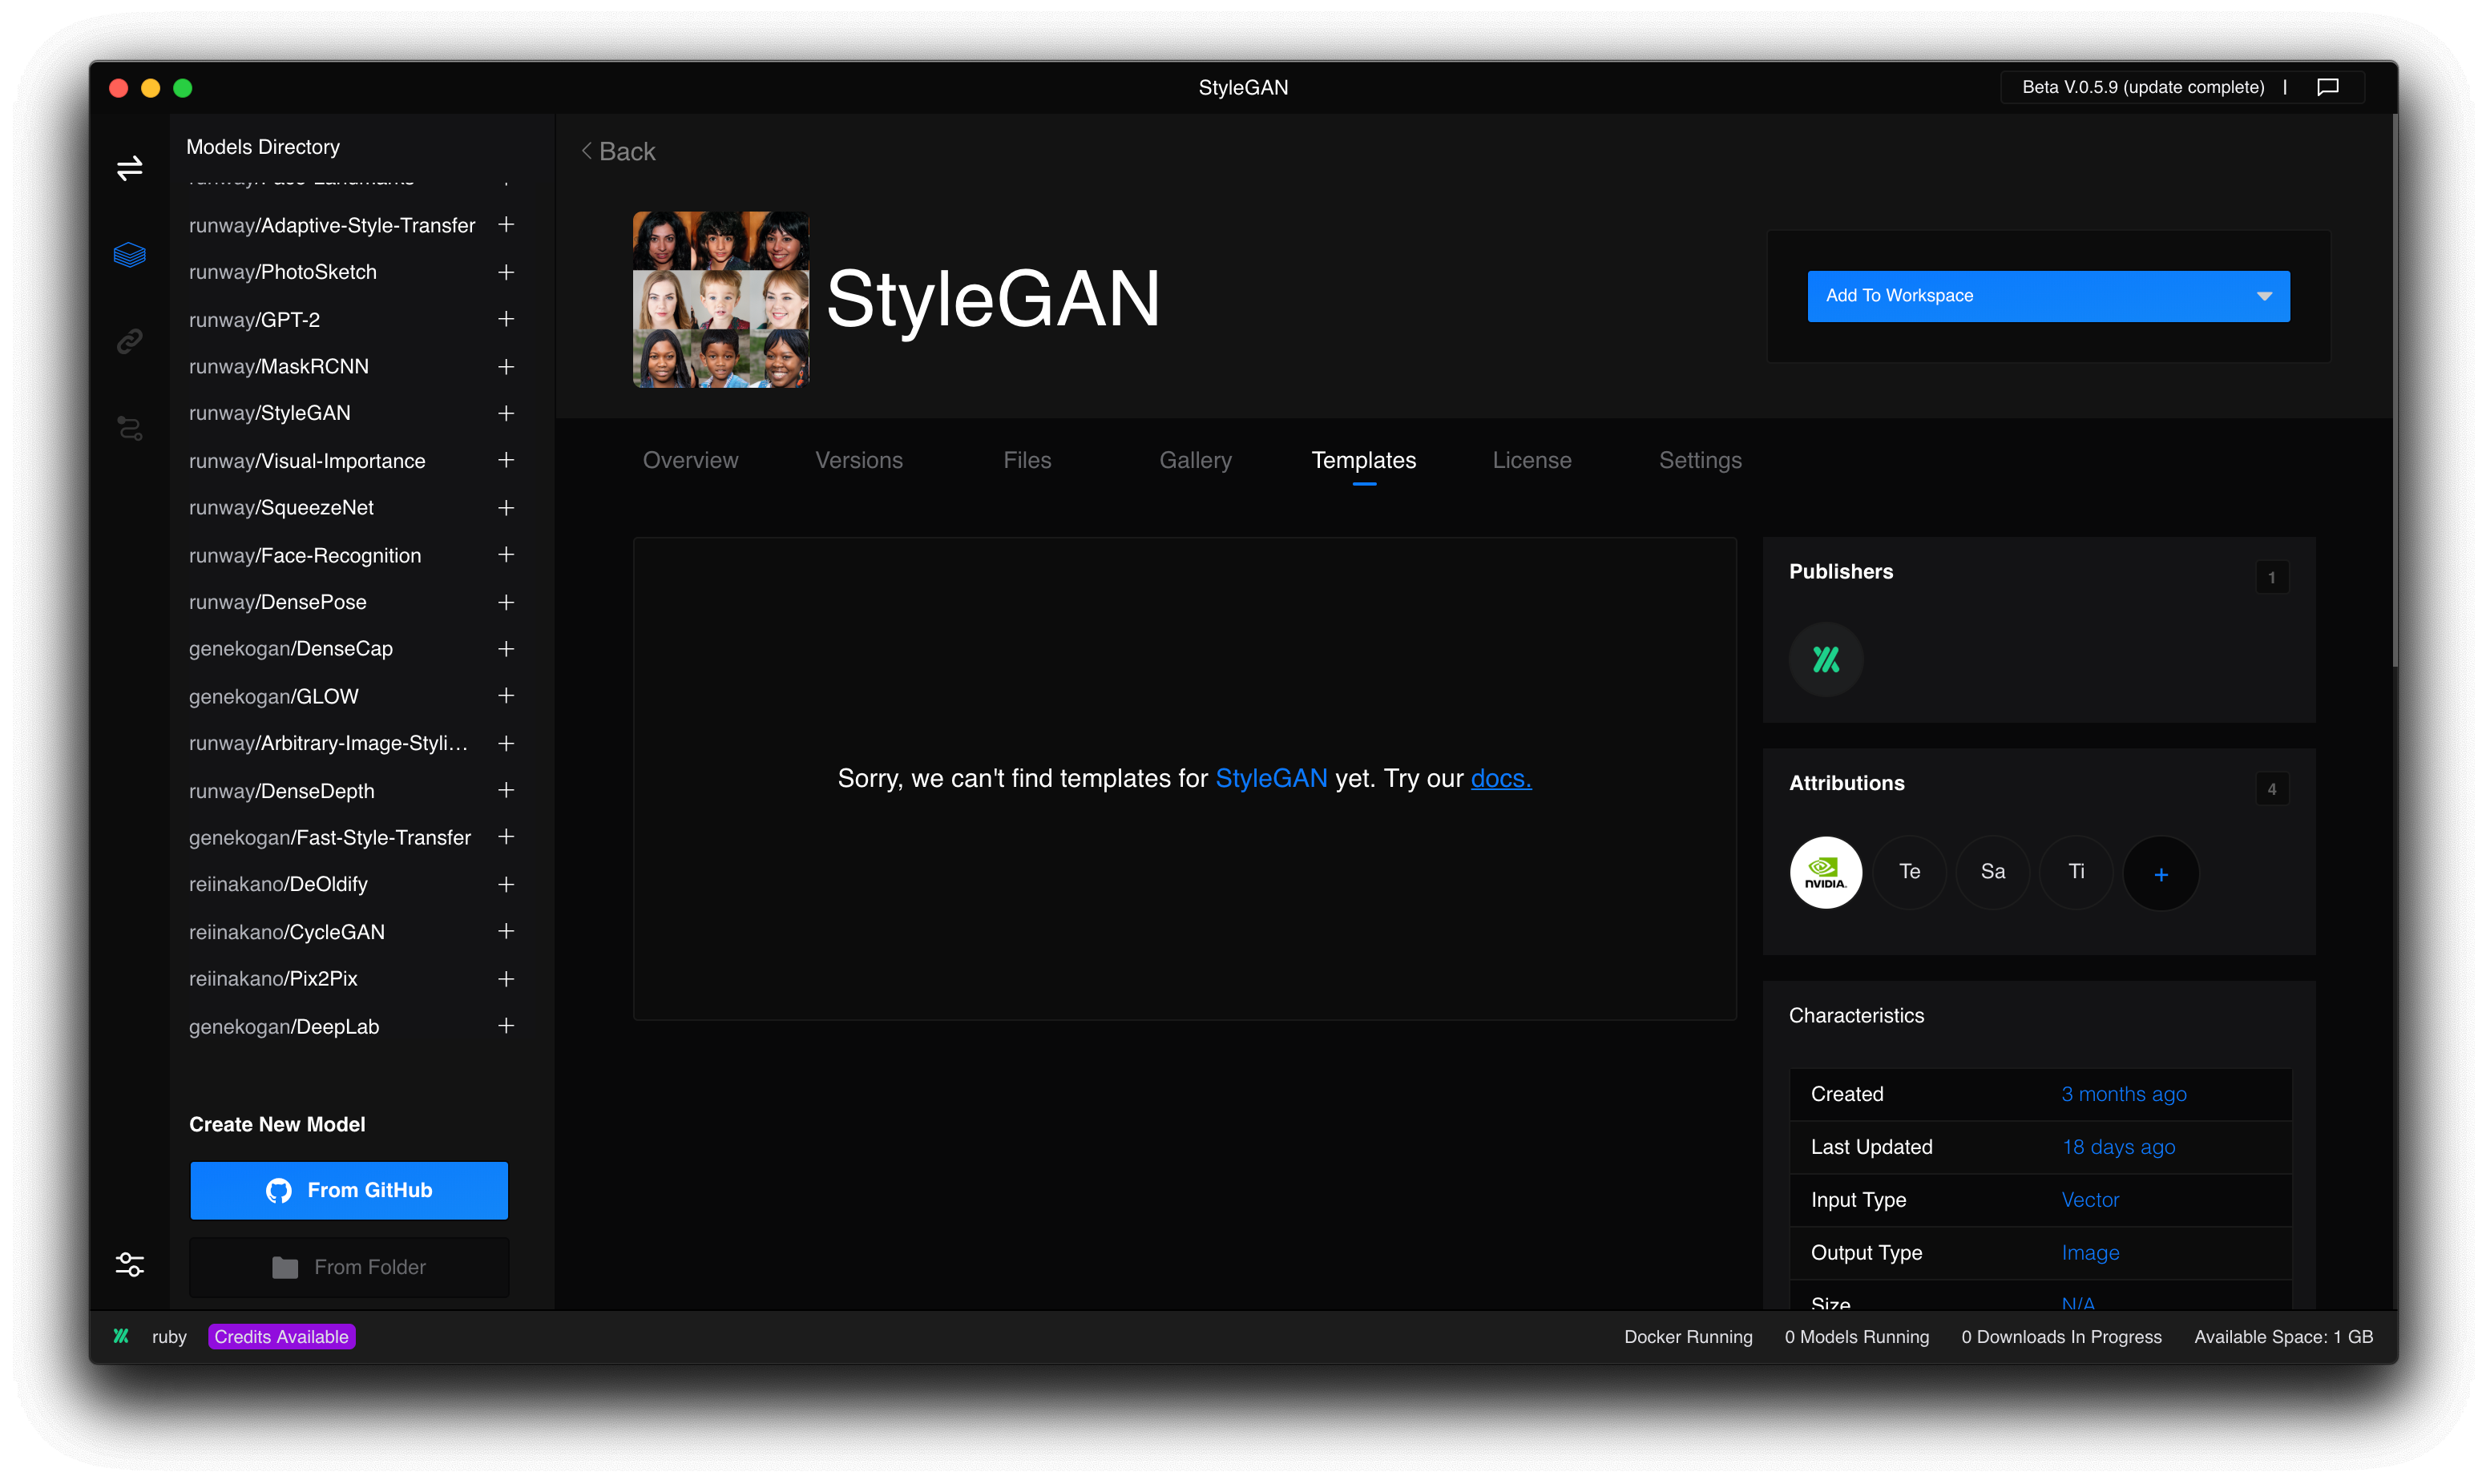 StyleGAN
Beta V.0.5.9 (update complete) |
Models Directory
runway/Face-Landmarks +
runway/Adaptive-Style-Transfer +
runway/PhotoSketch +
runway/GPT-2 +
runway/MaskRCNN +
runway/StyleGAN +
runway/Visual-Importance +
runway/SqueezeNet +
runway/Face-Recognition +
runway/DensePose +
genekogan/DenseCap +
genekogan/GLOW +
runway/Arbitrary-Image-Styli... +
runway/DenseDepth +
genekogan/Fast-Style-Transfer +
reiinakano/DeOldify +
reiinakano/CycleGAN +
reiinakano/Pix2Pix +
genekogan/DeepLab +
Create New Model
From GitHub
From Folder
Back
StyleGAN
Add To Workspace
Overview Versions Files Gallery Templates License Settings
Sorry, we can't find templates for StyleGAN yet. Try our docs.
Publishers 1
Attributions 4
NVIDIA. Te Sa Ti +
Characteristics
Created 3 months ago
Last Updated 18 days ago
Input Type Vector
Output Type Image
Size N/A
ruby Credits Available
Docker Running 0 Models Running 0 Downloads In Progress Available Space: 1 GB